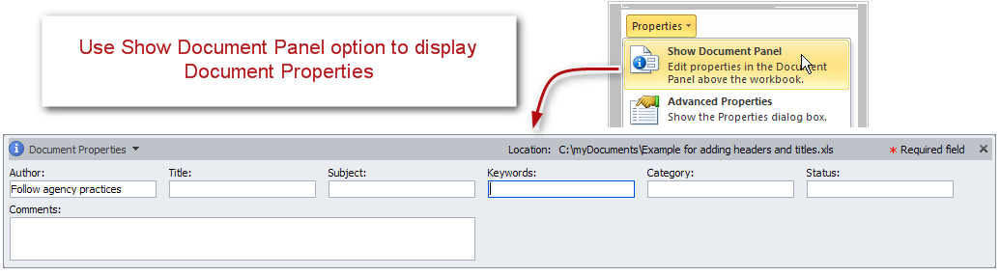 Use Show Document Panel option to display
Document Properties
Properties
Show Document Panel
Edit properties in the Document
Panel above the workbook.
Advanced Properties
Show the Properties dialog box.
Document Properties
Location: C:\myDocuments\Example for adding headers and titles.xls
* Required field
Author: Title: Subject: Keywords: Category: Status:
Follow agency practices
Comments: